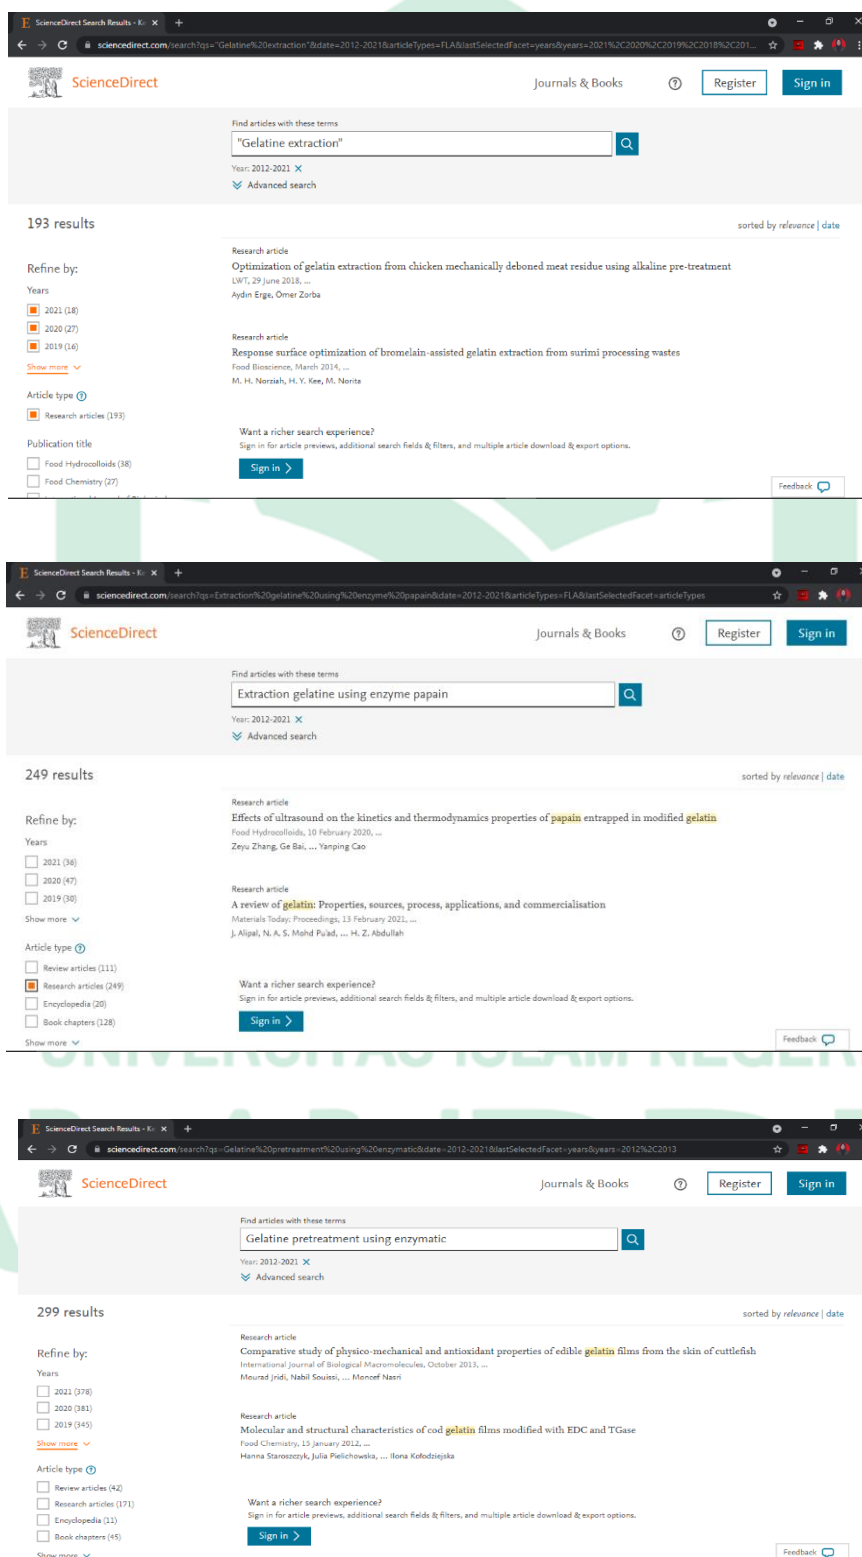 ScienceDirect Search Results - Ke
sciencedirect.com/search?qs="Gelatine%20extraction"&date=2012-2021&articleTypes=FLA&lastSelectedFacet=years&years=2021%2C2020%2C2019%2C2018%2C201...
ScienceDirect
Journals & Books
Register
Sign in
Find articles with these terms
"Gelatine extraction"
Year: 2012-2021
Advanced search
193 results
sorted by relevance | date
Refine by:
Years
2021 (18)
2020 (27)
2019 (16)
Show more
Article type
Research articles (193)
Publication title
Food Hydrocolloids (38)
Food Chemistry (27)
Research article
Optimization of gelatin extraction from chicken mechanically deboned meat residue using alkaline pre-treatment
LWT, 29 June 2018, ...
Aydın Erge, Ömer Zorba
Research article
Response surface optimization of bromelain-assisted gelatin extraction from surimi processing wastes
Food Bioscience, March 2014, ...
M. H. Norziah, H. Y. Kee, M. Norita
Want a richer search experience?
Sign in for article previews, additional search fields & filters, and multiple article download & export options.
Sign in
Feedback
ScienceDirect Search Results - Ke
sciencedirect.com/search?qs=Extraction%20gelatine%20using%20enzyme%20papain&date=2012-2021&articleTypes=FLA&lastSelectedFacet=articleTypes
ScienceDirect
Journals & Books
Register
Sign in
Find articles with these terms
Extraction gelatine using enzyme papain
Year: 2012-2021
Advanced search
249 results
sorted by relevance | date
Refine by:
Years
2021 (36)
2020 (47)
2019 (30)
Show more
Article type
Review articles (111)
Research articles (249)
Encyclopedia (20)
Book chapters (128)
Show more
Research article
Effects of ultrasound on the kinetics and thermodynamics properties of papain entrapped in modified gelatin
Food Hydrocolloids, 10 February 2020, ...
Zeyu Zhang, Ge Bai, ... Yanping Cao
Research article
A review of gelatin: Properties, sources, process, applications, and commercialisation
Materials Today: Proceedings, 13 February 2021, ...
J. Alipal, N. A. S. Mohd Pu'ad, ... H. Z. Abdullah
Want a richer search experience?
Sign in for article previews, additional search fields & filters, and multiple article download & export options.
Sign in
Feedback
UNIVERSITAS ISLAM NEGERI
ScienceDirect Search Results - Ke
sciencedirect.com/search?qs=Gelatine%20pretreatment%20using%20enzymatic&date=2012-2021&lastSelectedFacet=years&years=2012%2C2013
ScienceDirect
Journals & Books
Register
Sign in
Find articles with these terms
Gelatine pretreatment using enzymatic
Year: 2012-2021
Advanced search
299 results
sorted by relevance | date
Refine by:
Years
2021 (378)
2020 (381)
2019 (345)
Show more
Article type
Review articles (42)
Research articles (171)
Encyclopedia (11)
Book chapters (45)
Show more
Research article
Comparative study of physico-mechanical and antioxidant properties of edible gelatin films from the skin of cuttlefish
International Journal of Biological Macromolecules, October 2013, ...
Mourad Jridi, Nabil Souissi, ... Moncef Nasri
Research article
Molecular and structural characteristics of cod gelatin films modified with EDC and TGase
Food Chemistry, 15 January 2012, ...
Hanna Staroszczyk, Julia Pielichowska, ... Ilona Kołodziejska
Want a richer search experience?
Sign in for article previews, additional search fields & filters, and multiple article download & export options.
Sign in
Feedback